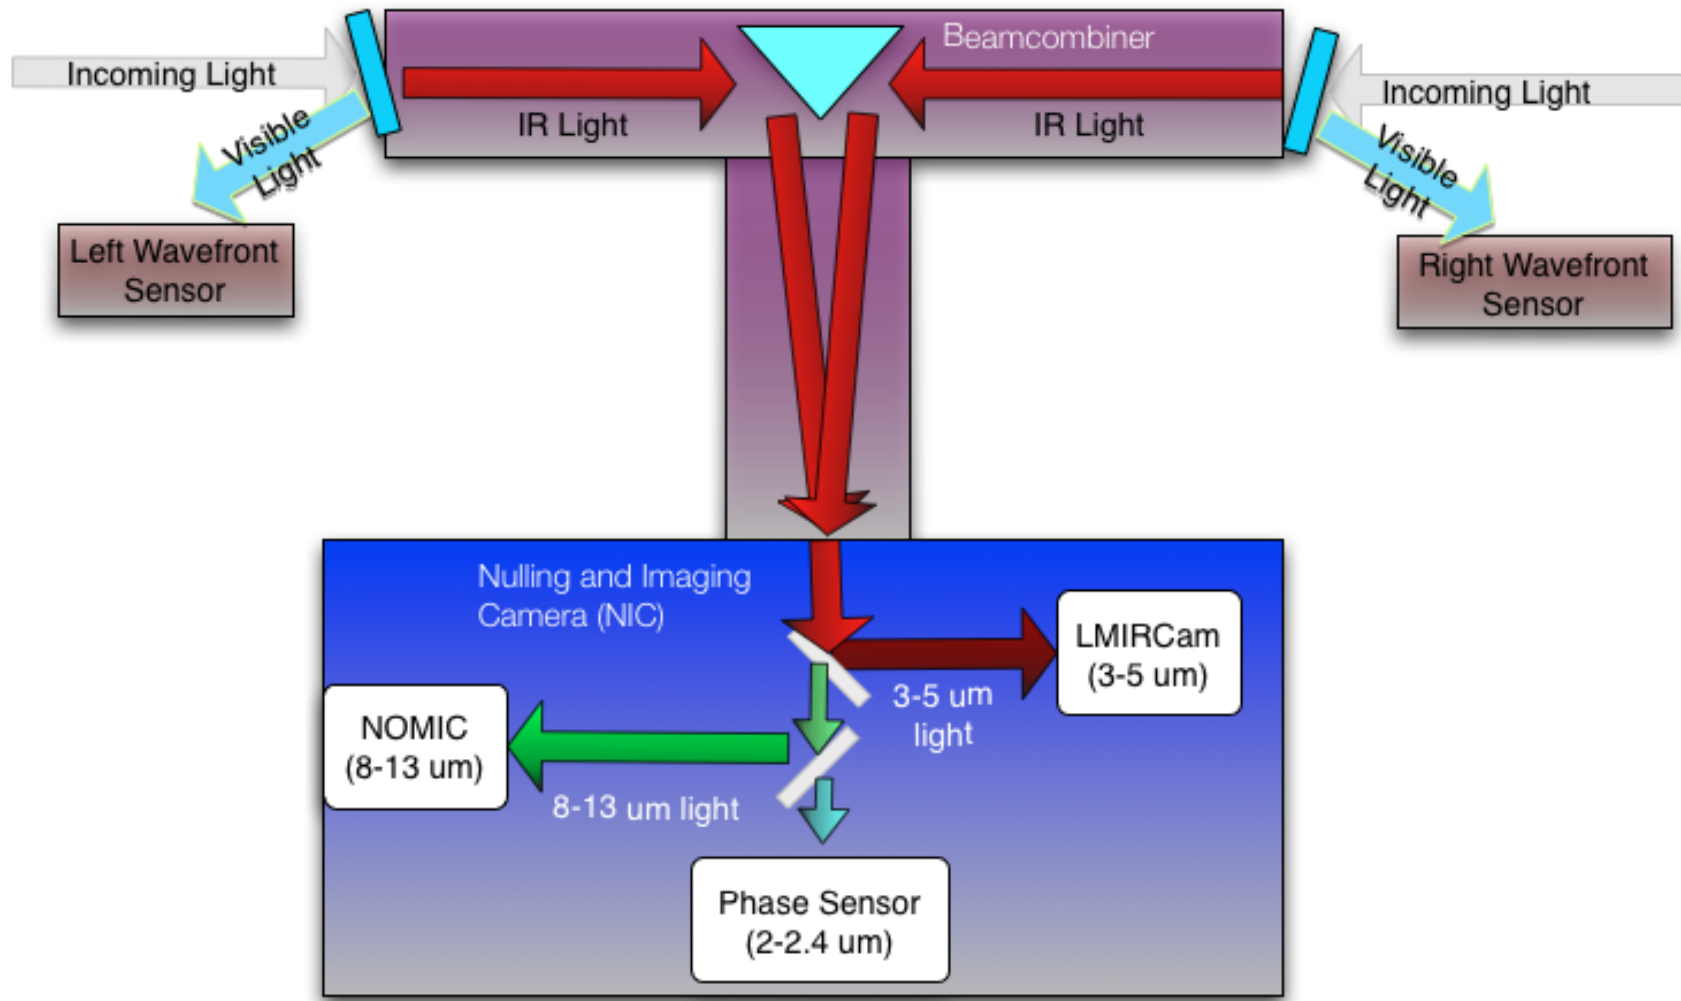 Beamcombiner
Incoming Light
IR Light
IR Light
Incoming Light
Visible
Light
Visible
Light
Left Wavefront
Sensor
Right Wavefront
Sensor
Nulling and Imaging
Camera (NIC)
LMIRCam
(3-5 um)
3-5 um
light
NOMIC
(8-13 um)
8-13 um light
Phase Sensor
(2-2.4 um)